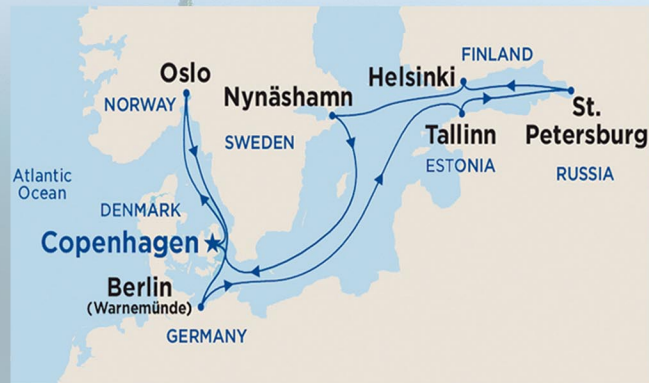 FINLAND
Oslo
Helsinki
Nynäshamn
NORWAY
St.
Petersburg
Tallinn
SWEDEN
ESTONIA
RUSSIA
Atlantic
Ocean
DENMARK
Copenhagen
Berlin
(Warnemünde)
GERMANY